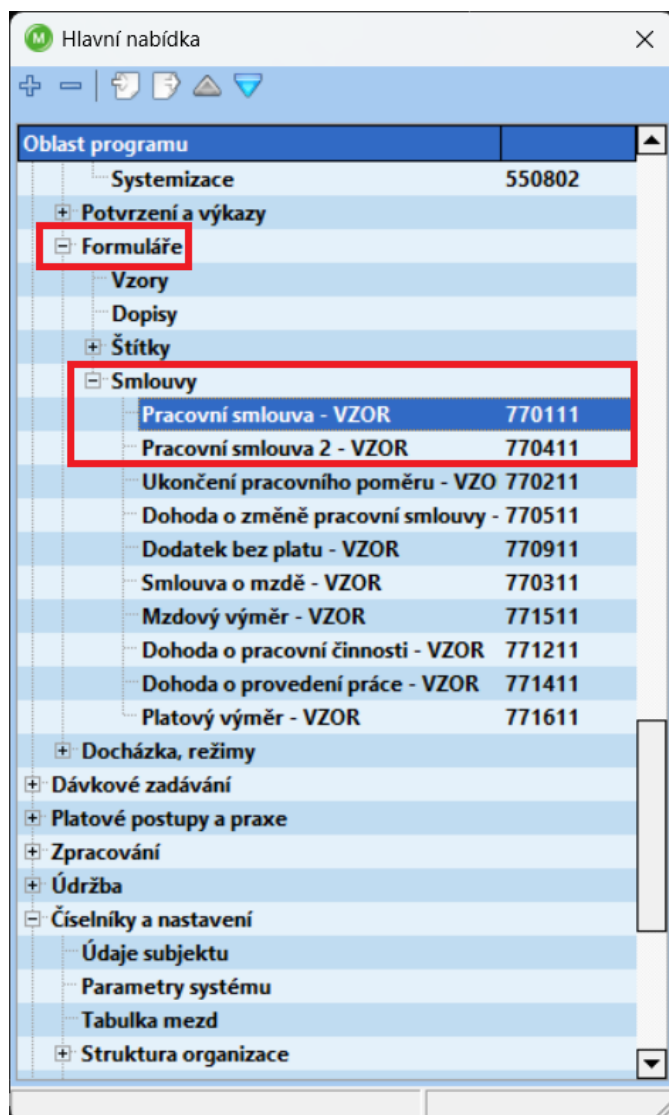 Hlavní nabídka
Oblast programu
Systemizace 550802
Potvrzení a výkazy
Formuláře
Vzory
Dopisy
Štítky
Smlouvy
Pracovní smlouva - VZOR 770111
Pracovní smlouva 2 - VZOR 770411
Ukončení pracovního poměru - VZO 770211
Dohoda o změně pracovní smlouvy - 770511
Dodatek bez platu - VZOR 770911
Smlouva o mzdě - VZOR 770311
Mzdový výměr - VZOR 771511
Dohoda o pracovní činnosti - VZOR 771211
Dohoda o provedení práce - VZOR 771411
Platový výměr - VZOR 771611
Docházka, režimy
Dávkové zadávání
Platové postupy a praxe
Zpracování
Údržba
Číselníky a nastavení
Údaje subjektu
Parametry systému
Tabulka mezd
Struktura organizace